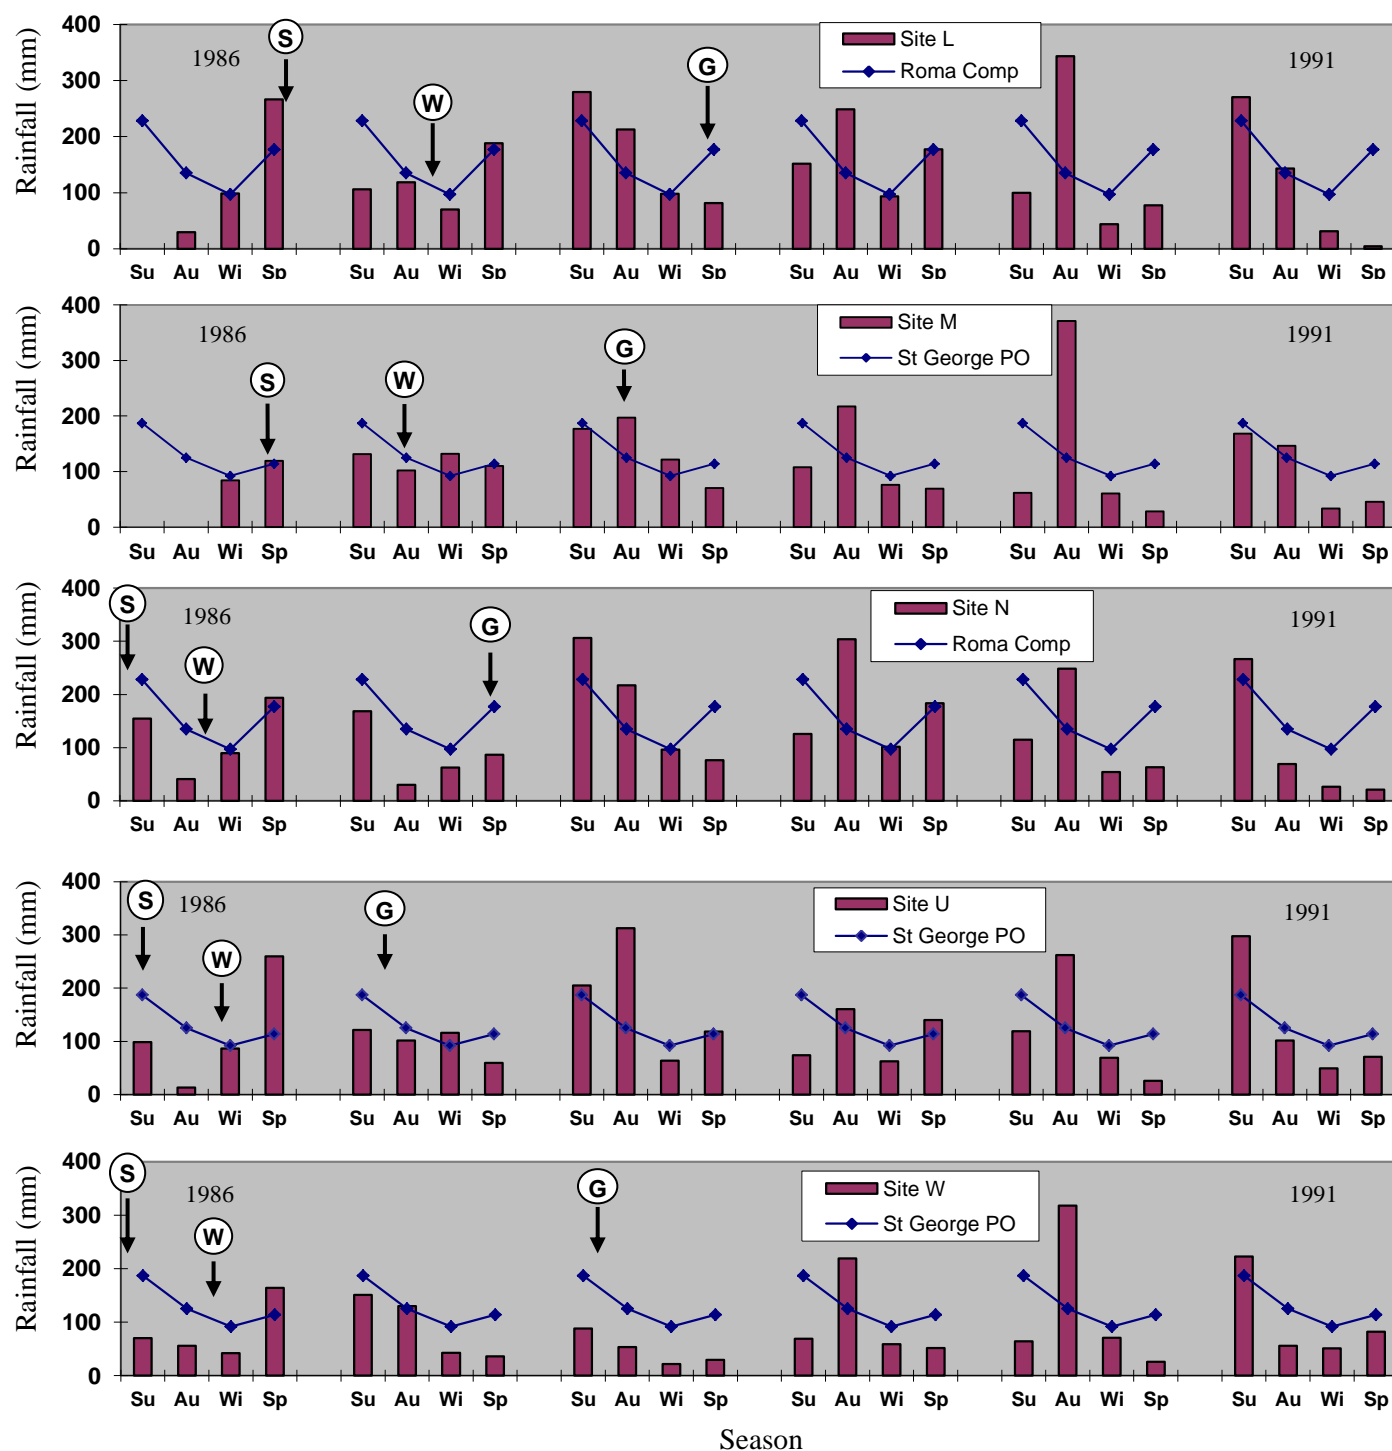 400
300
200
100
0
Rainfall (mm)
1986
S
W
G
Site L
Roma Comp
1991
Su Au Wi Sp Su Au Wi Sp Su Au Wi Sp Su Au Wi Sp Su Au Wi Sp Su Au Wi Sp
400
300
200
100
0
Rainfall (mm)
1986
S
W
G
Site M
St George PO
1991
Su Au Wi Sp Su Au Wi Sp Su Au Wi Sp Su Au Wi Sp Su Au Wi Sp Su Au Wi Sp
400
300
200
100
0
Rainfall (mm)
S
1986
W
G
Site N
Roma Comp
1991
Su Au Wi Sp Su Au Wi Sp Su Au Wi Sp Su Au Wi Sp Su Au Wi Sp Su Au Wi Sp
400
300
200
100
0
Rainfall (mm)
S
1986
W
G
Site U
St George PO
1991
Su Au Wi Sp Su Au Wi Sp Su Au Wi Sp Su Au Wi Sp Su Au Wi Sp Su Au Wi Sp
400
300
200
100
0
Rainfall (mm)
S
1986
W
G
Site W
St George PO
1991
Su Au Wi Sp Su Au Wi Sp Su Au Wi Sp Su Au Wi Sp Su Au Wi Sp Su Au Wi Sp
Season